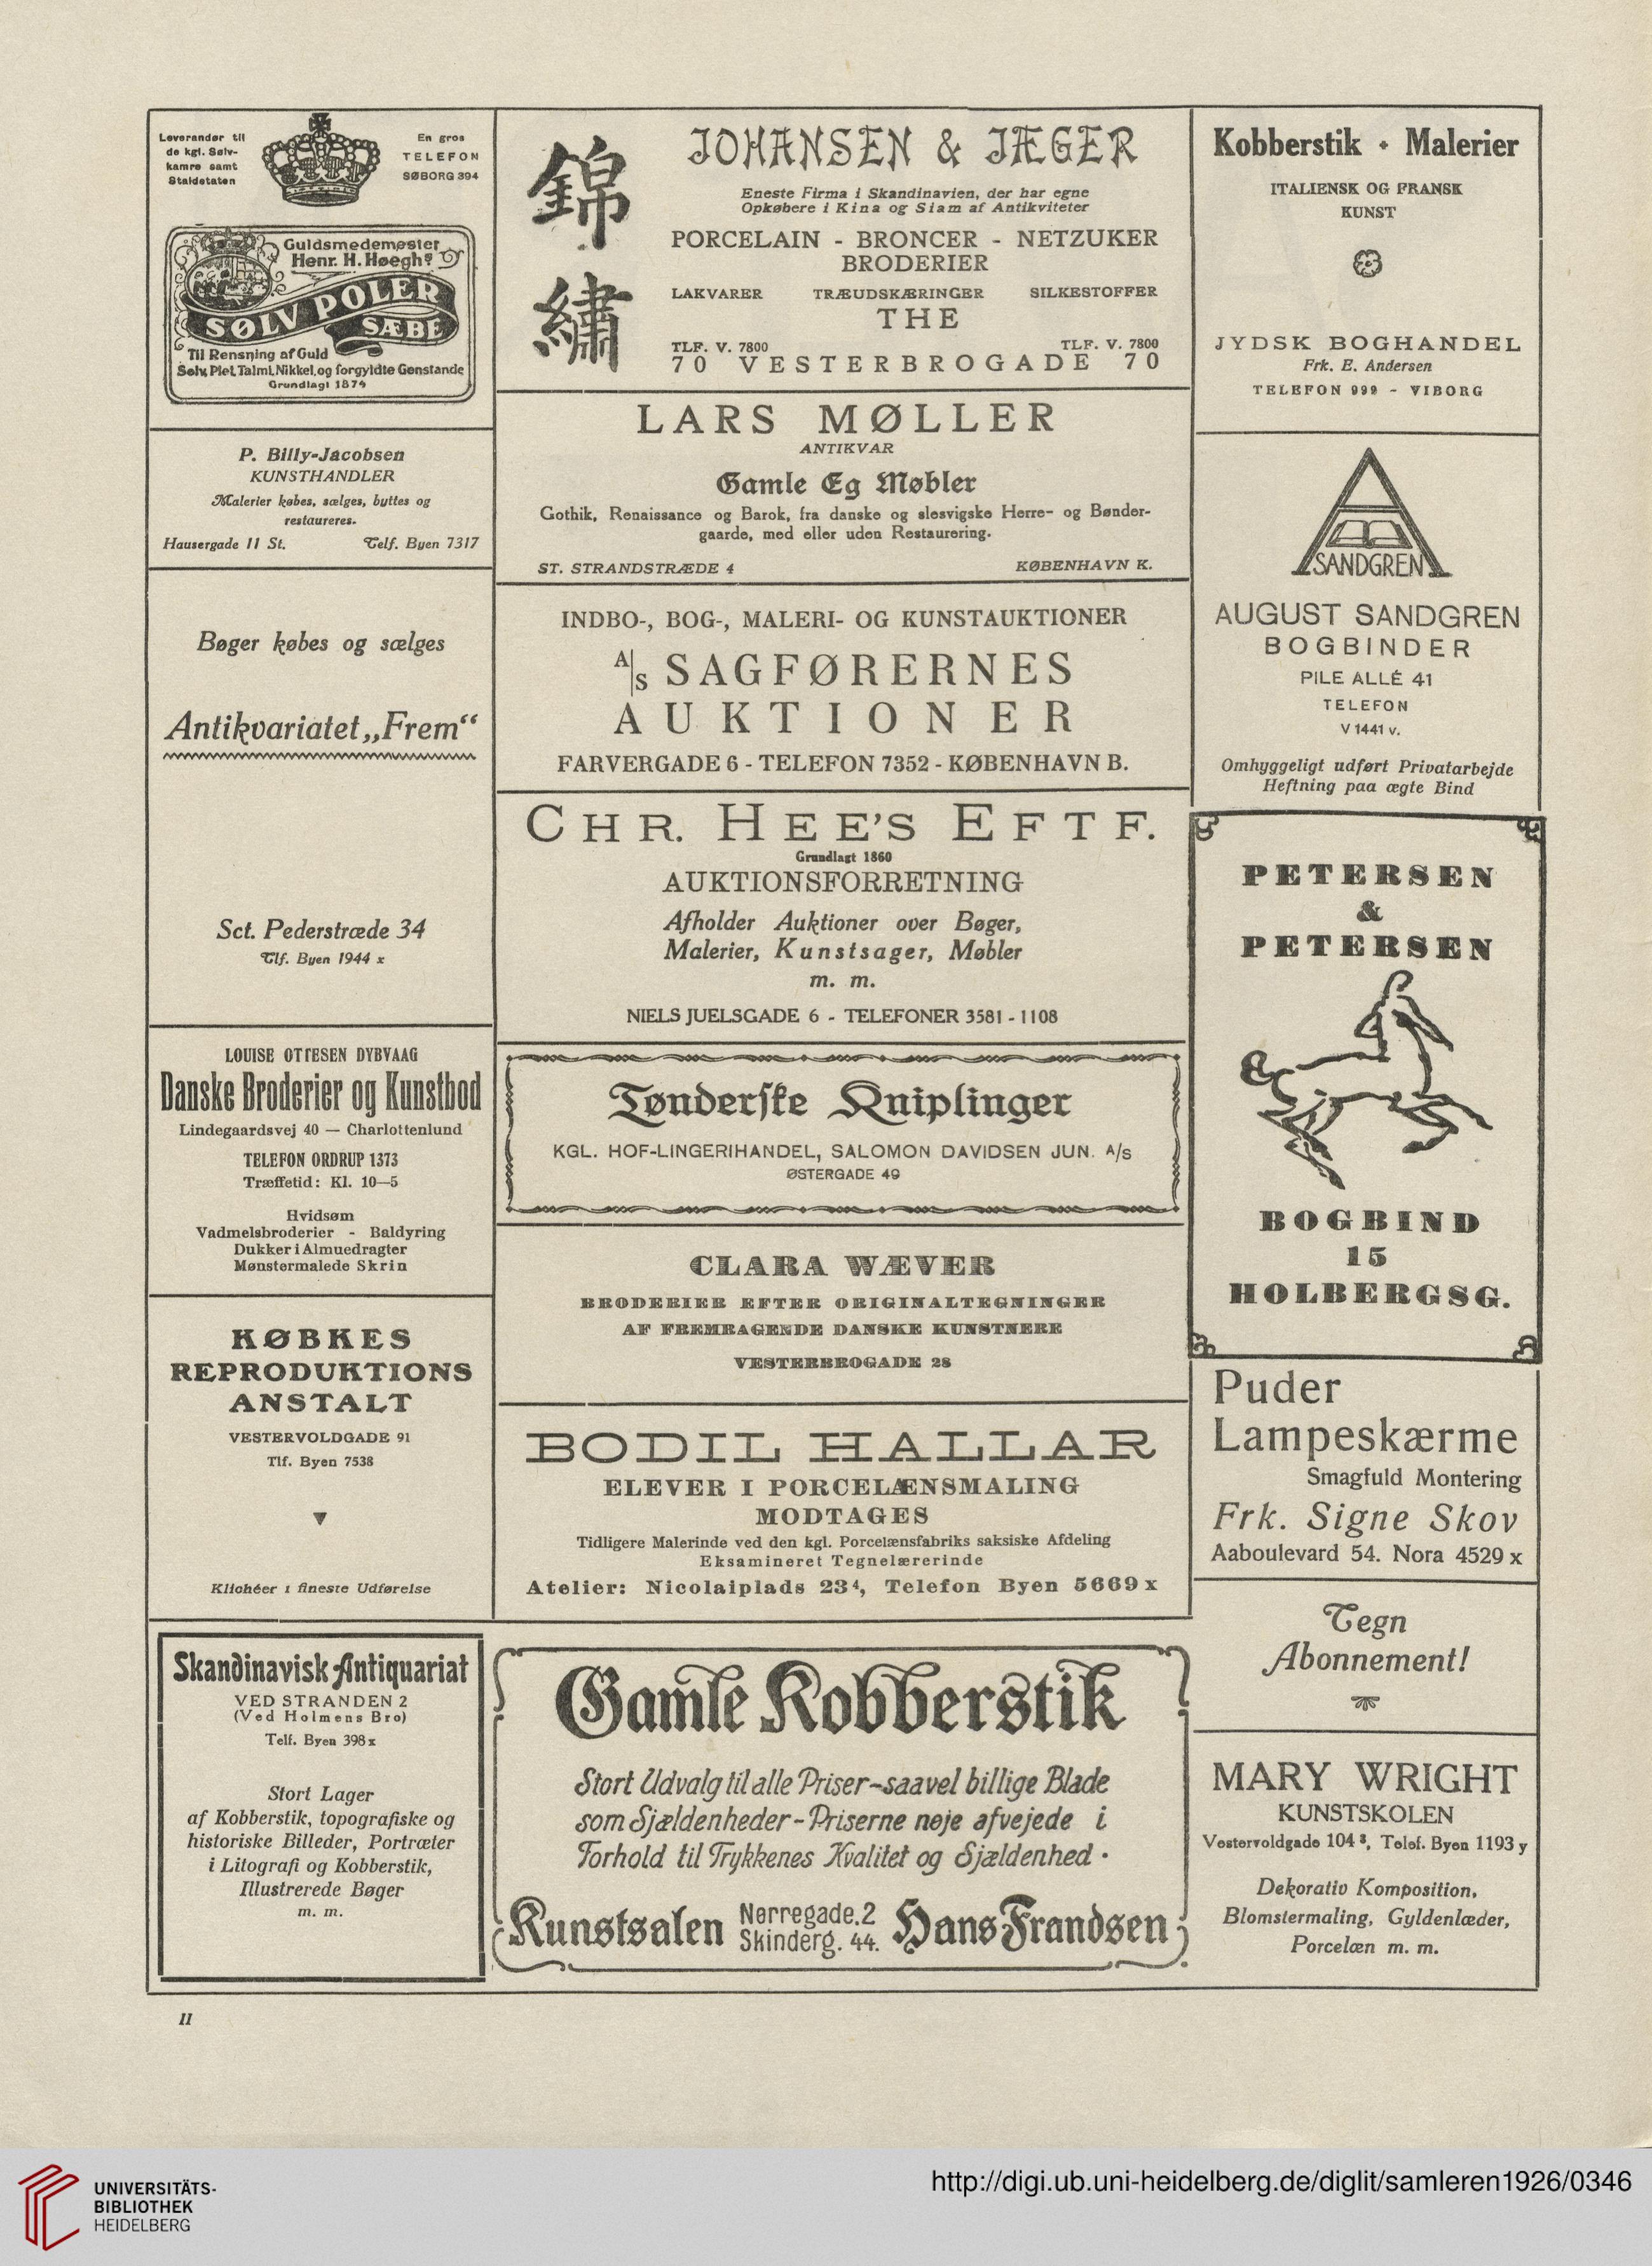 Leverandør til
de kgl. Sølv-
kamre samt
Staldetaten
En gros
TELEFON
SØBORG 394
Guldsmedemester
Henr. H. Høegh's
SØLV POLER
SÆBE
Til Rensning af Guld
Sølv, Plet, Talmi, Nikkel, og forgyldte Genstande
Grundlagt 1874
P. Billy-Jacobsen
KUNSTHANDLER
Malerier købes, sælges, byttes og
restaureres.
Hausergade 11 St. Telf. Byen 7317
Bøger købes og sælges
Antikvariatet „Frem“
Sct. Pederstræde 34
Tlf. Byen 1944 x
LOUISE OTTESEN DYBVAAG
Danske Broderier og Kunstbod
Lindegaardsvej 40 — Charlottenlund
TELEFON ORDRUP 1373
Træffetid: Kl. 10—5
Hvidsøm
Vadmelsbroderier - Baldyring
Dukker i Almuedragter
Mønstermalede Skrin
KØBKES
REPRODUKTIONS
ANSTALT
VESTERVOLDGADE 91
Tlf. Byen 7538
Klichéer i fineste Udførelse
Skandinavisk Antiquariat
VED STRANDEN 2
(Ved Holmens Bro)
Telf. Byen 398 x
Stort Lager
af Kobberstik, topografiske og
historiske Billeder, Portræter
i Litografi og Kobberstik,
Illustrerede Bøger
m. m.
錦
繡
JOHANSEN & JÆGER
Eneste Firma i Skandinavien, der har egne
Opkøbere i Kina og Siam af Antikviteter
PORCELAIN - BRONCER - NETZUKER
BRODERIER
LAKVARER TRÆUDSKÆRINGER SILKESTOFFER
THE
TLF. V. 7800 TLF. V. 7800
70 VESTERBROGADE 70
LARS MØLLER
ANTIKVAR
Gamle Eg Møbler
Gothik, Renaissance og Barok, fra danske og slesvigske Herre- og Bønder-
gaarde, med eller uden Restaurering.
ST. STRANDSTRÆDE 4 KØBENHAVN K.
INDBO-, BOG-, MALERI- OG KUNSTAUKTIONER
A/S SAGFØRERNES
AUKTIONER
FARVERGADE 6 - TELEFON 7352 - KØBENHAVN B.
CHR. HEE'S EFTF.
Grundlagt 1860
AUKTIONSFORRETNING
Afholder Auktioner over Bøger,
Malerier, Kunstsager, Møbler
m. m.
NIELS JUELSGADE 6 - TELEFONER 3581 - 1108
Tønderske Kniplinger
KGL. HOF-LINGERIHANDEL, SALOMON DAVIDSEN JUN. A/S
ØSTERGADE 49
CLARA WÆVER
BRODERIER EFTER ORIGINALTEGNINGER
AF FREMRAGENDE DANSKE KUNSTNERE
VESTERBROGADE 28
BODIL HALLAR
ELEVER I PORCELÆNSMALING
MODTAGES
Tidligere Malerinde ved den kgl. Porcelænsfabriks saksiske Afdeling
Eksamineret Tegnelærerinde
Atelier: Nicolaiplads 23⁴, Telefon Byen 5669 x
Gamle Kobberstik
Stort Udvalg til alle Priser - saavel billige Blade
som Sjældenheder - Priserne nøje afvejede i
Forhold til Trykkenes Kvalitet og Sjældenhed ·
Kunstsalen Nørregade. 2 Hans Frandsen
Skinderg. 44.
Kobberstik • Malerier
ITALIENSK OG FRANSK
KUNST
JYDSK BOGHANDEL
Frk. E. Andersen
TELEFON 999 - VIBORG
A
SANDGREN
AUGUST SANDGREN
BOGBINDER
PILE ALLÉ 41
TELEFON
V 1441 v.
Omhyggeligt udført Privatarbejde
Heftning paa ægte Bind
PETERSEN
&
PETERSEN
BOGBIND
15
HOLBERGSG.
Puder
Lampeskærme
Smagfuld Montering
Frk. Signe Skov
Aaboulevard 54. Nora 4529 x
Tegn
Abonnement!
MARY WRIGHT
KUNSTSKOLEN
Vestervoldgade 104 ³, Telef. Byen 1193 y
Dekorativ Komposition,
Blomstermaling, Gyldenlæder,
Porcelæn m. m.
II
UNIVERSITÄTS-
BIBLIOTHEK
HEIDELBERG
http://digi.ub.uni-heidelberg.de/diglit/samleren1926/0346